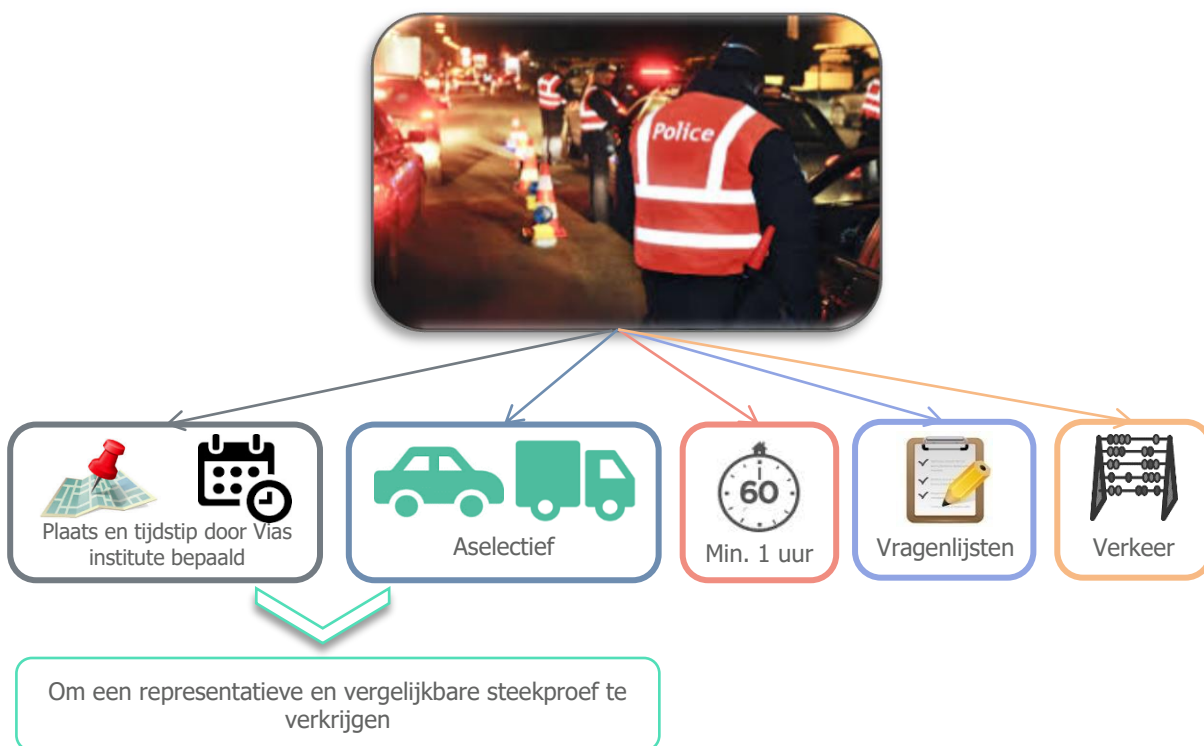 Police
60
Plaats en tijdstip door Vias
institute bepaald
Aselectief
Min. 1 uur
Vragenlijsten
Verkeer
Om een representatieve en vergelijkbare steekproef te
verkrijgen